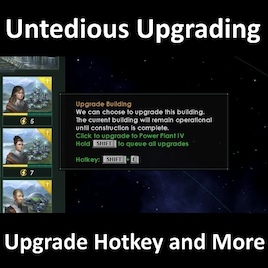 Untedious Upgrading
Upgrade Building
We can choose to upgrade this building.
The current building will remain operational
until construction is complete.
Click to upgrade to Power Plant IV
Hold SHIFT to queue all upgrades
Hotkey: SHIFT + E
5
7
Upgrade Hotkey and More